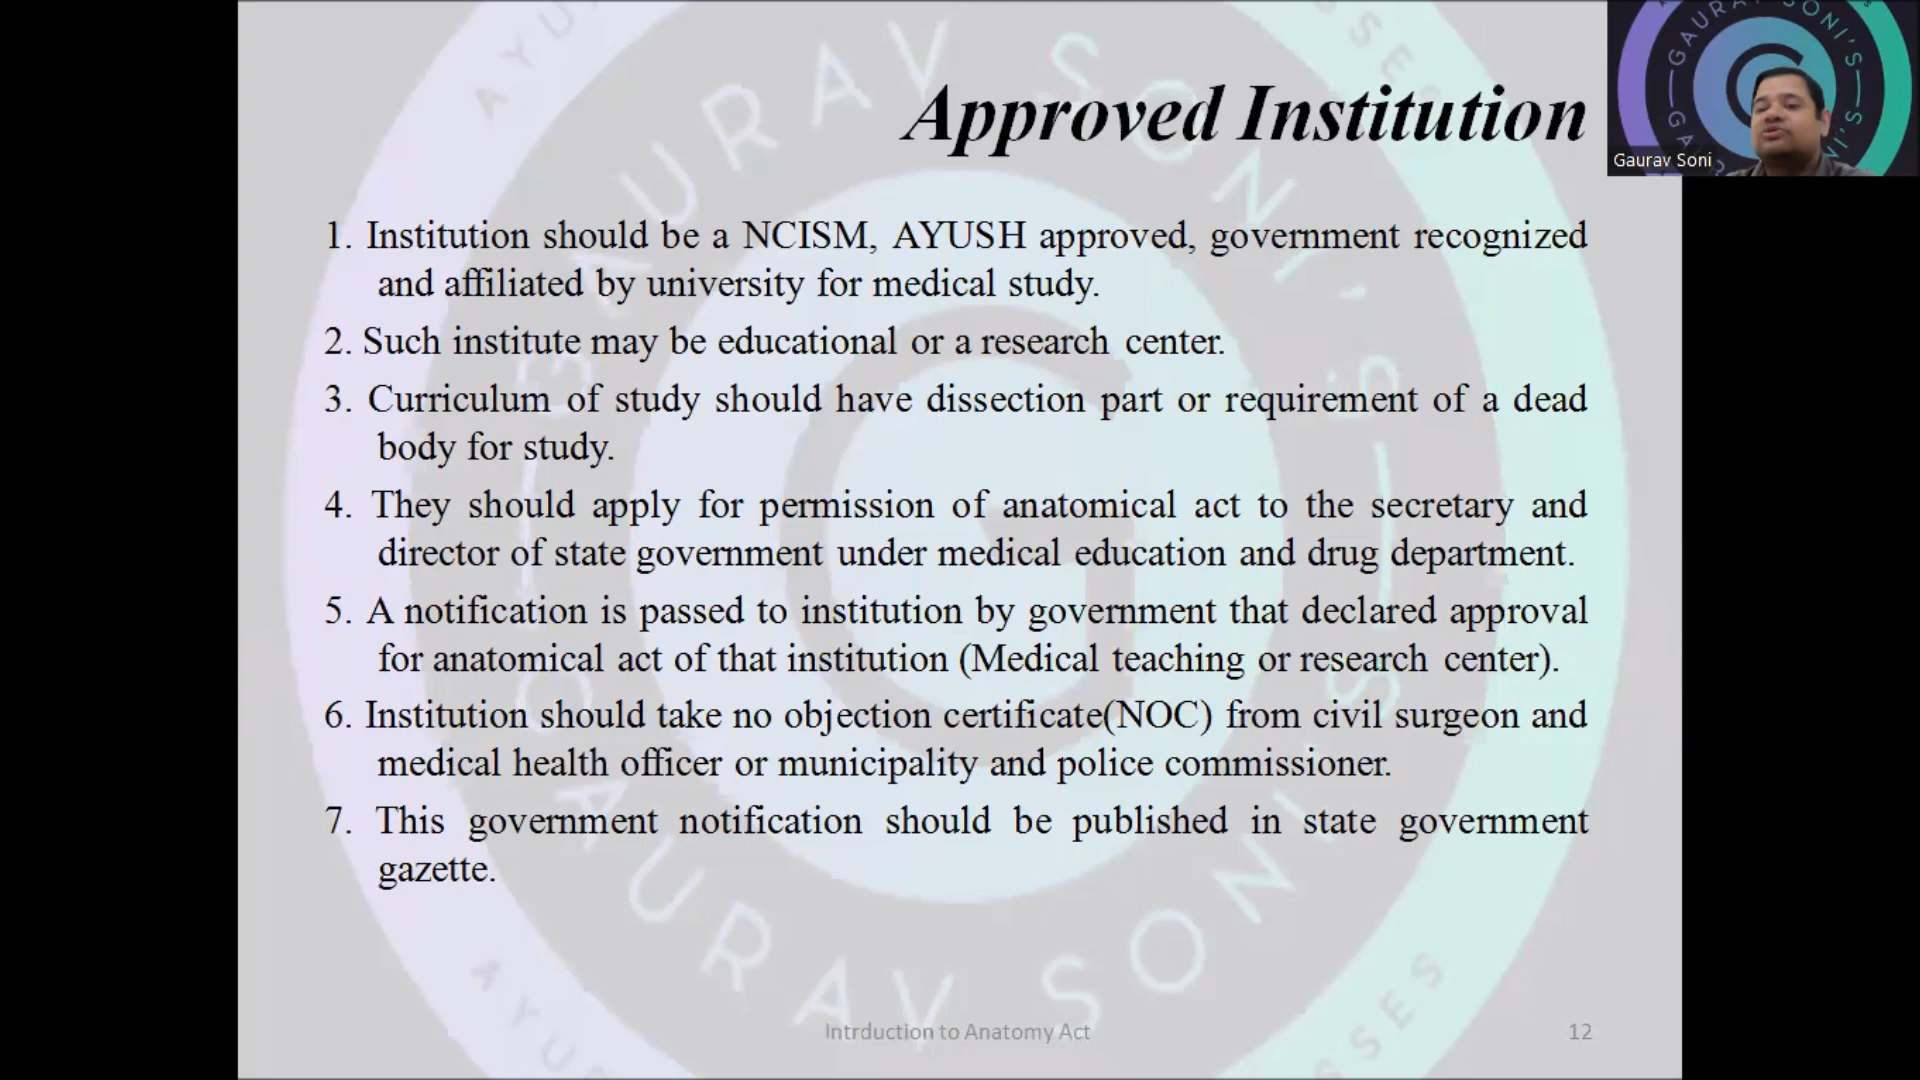 Approved Institution
Gaurav Soni
1. Institution should be a NCISM, AYUSH approved, government recognized
and affiliated by university for medical study.
2. Such institute may be educational or a research center.
3. Curriculum of study should have dissection part or requirement of a dead
body for study.
4. They should apply for permission of anatomical act to the secretary and
director of state government under medical education and drug department.
5. A notification is passed to institution by government that declared approval
for anatomical act of that institution (Medical teaching or research center).
6. Institution should take no objection certificate(NOC) from civil surgeon and
medical health officer or municipality and police commissioner.
7. This government notification should be published in state government
gazette.
Intrduction to Anatomy Act
12
GAURAV SONI'S
GAURAV SONI'S